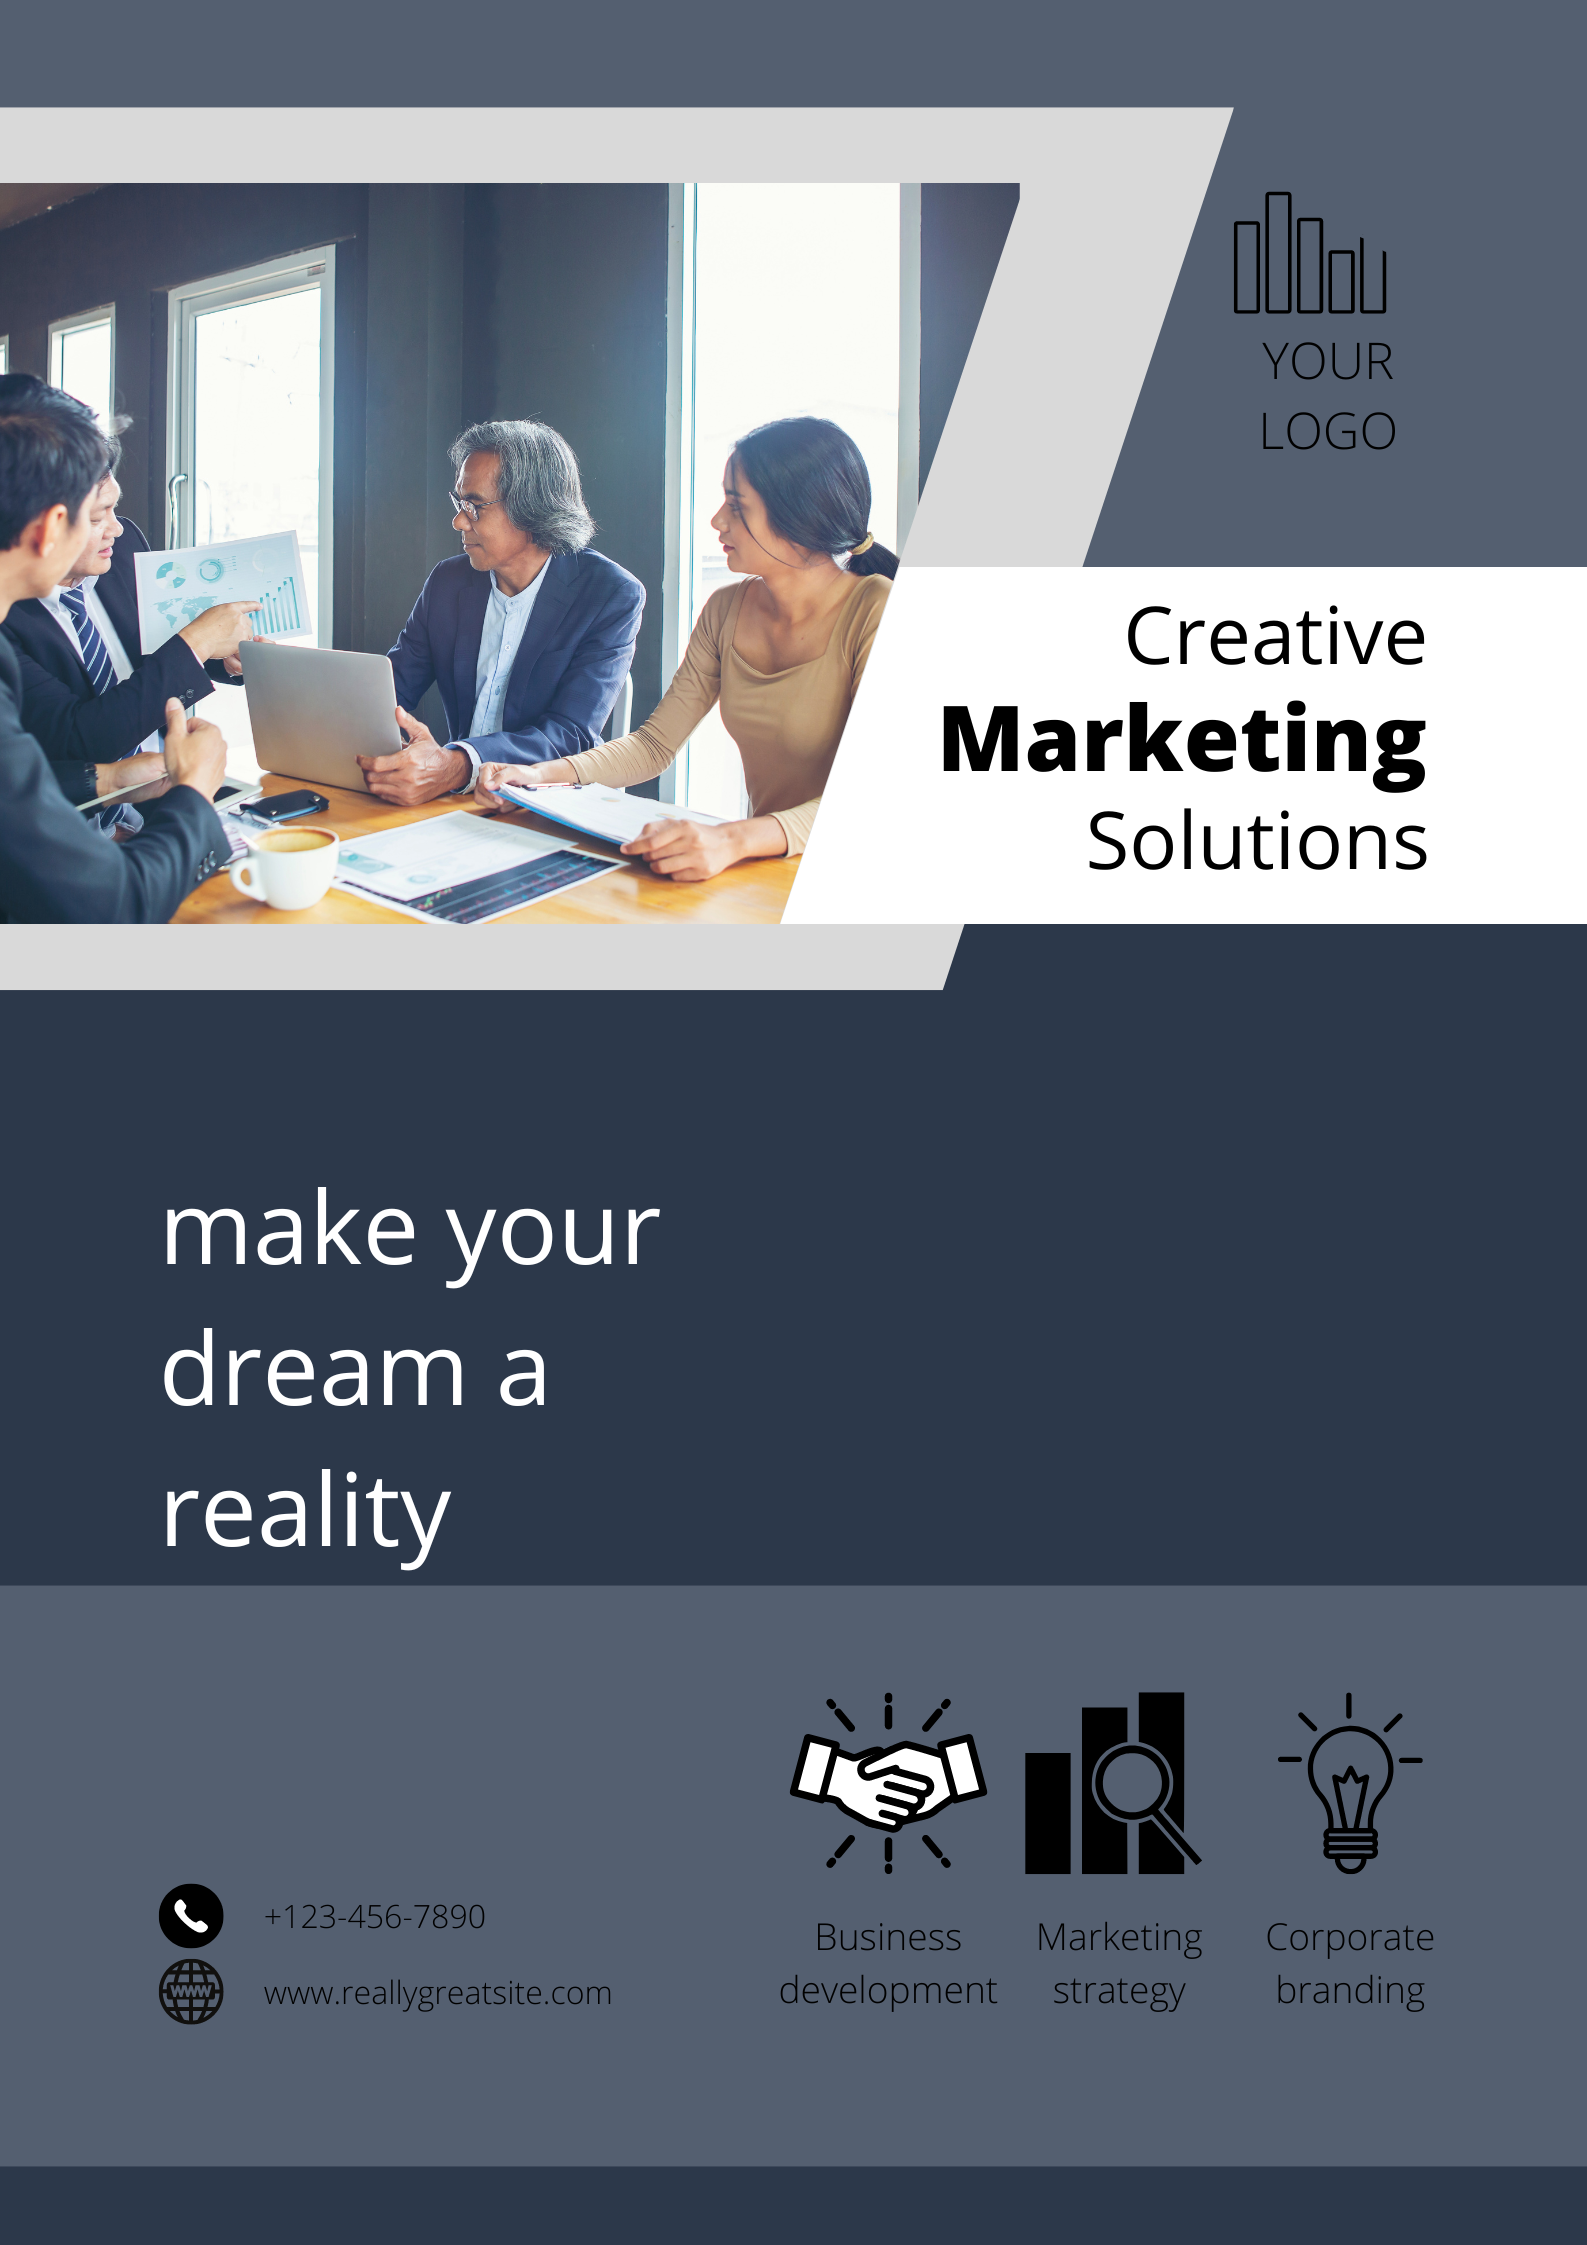 YOUR
LOGO
Creative
Marketing
Solutions
make your
dream a
reality
+123-456-7890
www
www.reallygreatsite.com
Business
development
Marketing
strategy
Corporate
branding